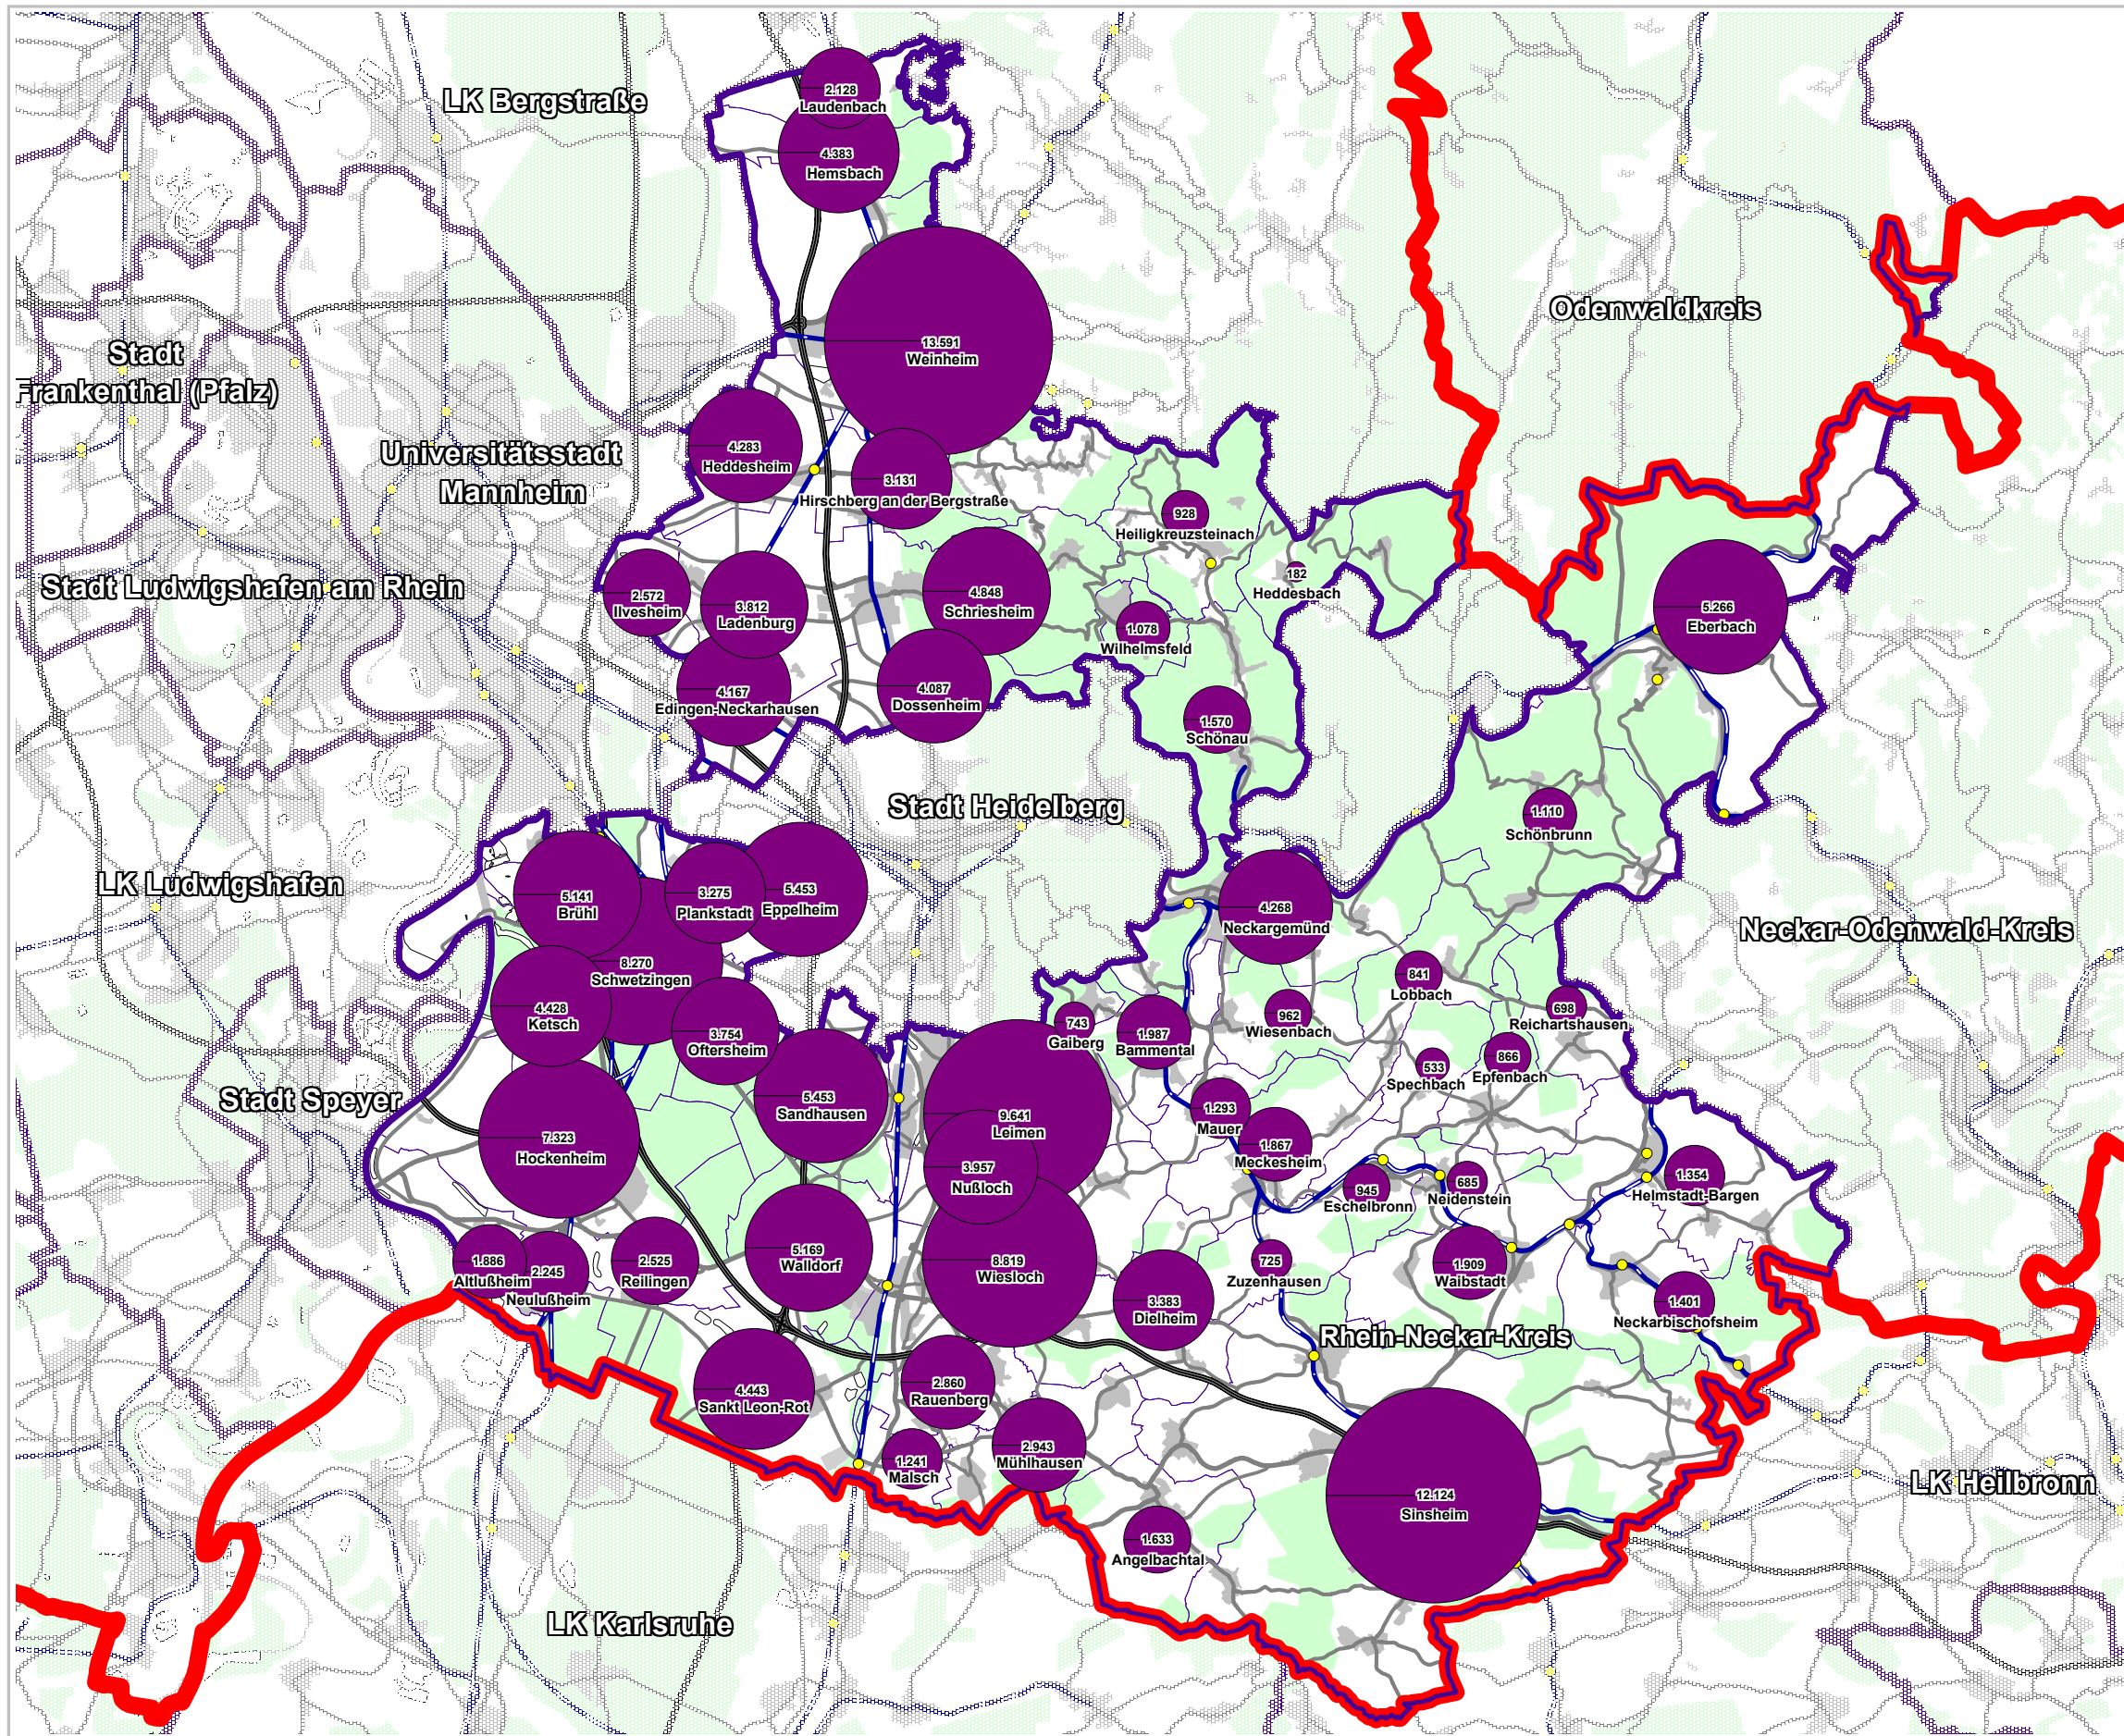 LK Bergstraße
2.128
Laudenbach
4.383
Hemsbach
Odenwaldkreis
13.591
Weinheim
Stadt
Frankenthal (Pfalz)
Universitätsstadt
Mannheim
4.283
Heddesheim
3.131
Hirschberg an der Bergstraße
928
Heiligkreuzsteinach
182
Heddesbach
Stadt Ludwigshafen am Rhein
2.572
Ilvesheim
3.812
Ladenburg
4.848
Schriesheim
1.078
Wilhelmsfeld
5.266
Eberbach
4.167
Edingen-Neckarhausen
4.087
Dossenheim
1.570
Schönau
Stadt Heidelberg
1.110
Schönbrunn
LK Ludwigshafen
5.141
Brühl
3.275
Plankstadt
5.453
Eppelheim
4.268
Neckargemünd
Neckar-Odenwald-Kreis
8.270
Schwetzingen
841
Lobbach
4.428
Ketsch
3.754
Oftersheim
743
Gaiberg
1.987
Bammental
962
Wiesenbach
698
Reichartshausen
533
Spechbach
866
Epfenbach
Stadt Speyer
5.453
Sandhausen
9.641
Leimen
1.293
Mauer
7.323
Hockenheim
3.957
Nußloch
1.867
Meckesheim
945
Eschelbronn
685
Neidenstein
1.354
Helmstadt-Bargen
1.886
Altlußheim
2.245
Neulußheim
2.525
Reilingen
5.169
Walldorf
8.819
Wiesloch
3.383
Dielheim
725
Zuzenhausen
1.909
Waibstadt
1.401
Neckarbischofsheim
Rhein-Neckar-Kreis
4.443
Sankt Leon-Rot
2.860
Rauenberg
1.241
Malsch
2.943
Mühlhausen
12.124
Sinsheim
LK Heilbronn
1.633
Angelbachtal
LK Karlsruhe